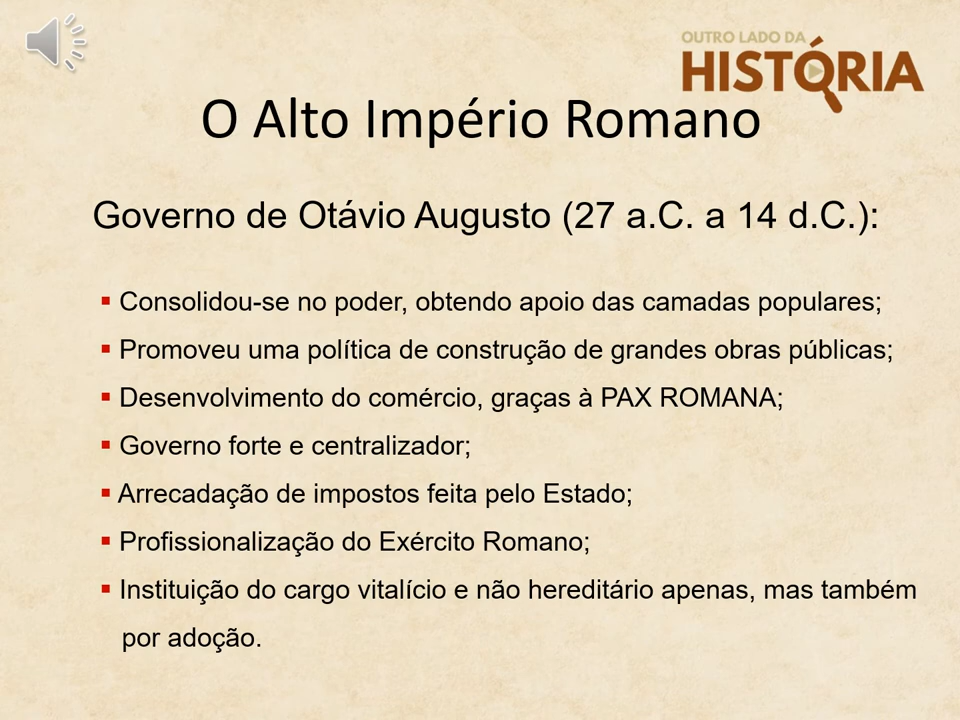 OUTRO LADO DA
HISTÓRIA
O Alto Império Romano
Governo de Otávio Augusto (27 a.C. a 14 d.C.):
▪ Consolidou-se no poder, obtendo apoio das camadas populares;
▪ Promoveu uma política de construção de grandes obras públicas;
▪ Desenvolvimento do comércio, graças à PAX ROMANA;
▪ Governo forte e centralizador;
▪ Arrecadação de impostos feita pelo Estado;
▪ Profissionalização do Exército Romano;
▪ Instituição do cargo vitalício e não hereditário apenas, mas também
por adoção.